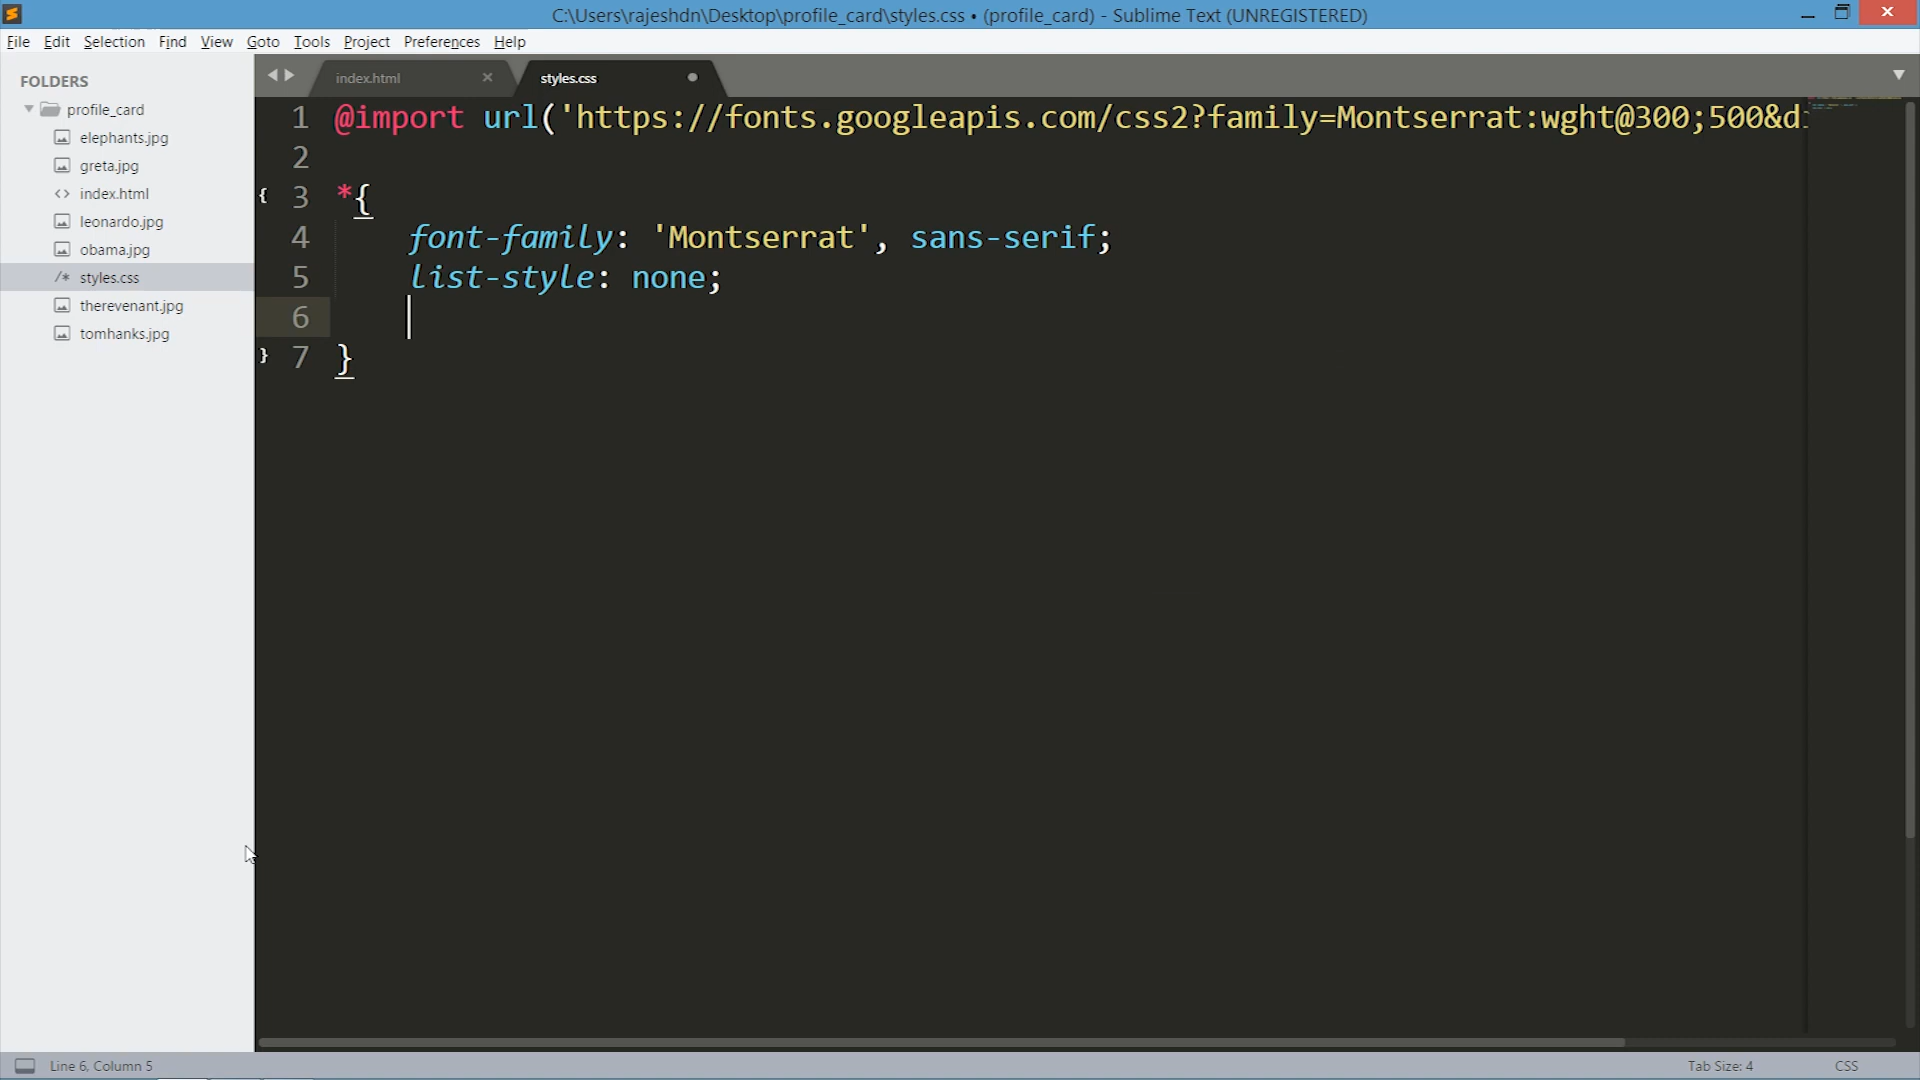 C:\Users\rajeshdn\Desktop\profile_card\styles.css • (profile_card) - Sublime Text (UNREGISTERED)
File Edit Selection Find View Goto Tools Project Preferences Help
FOLDERS
profile_card
elephants.jpg
greta.jpg
<> index.html
leonardo.jpg
obama.jpg
/* styles.css
therevenant.jpg
tomhanks.jpg
index.html
styles.css
1 @import url('https://fonts.googleapis.com/css2?family=Montserrat:wght@300;500&d
2
{ 3 *{
4 font-family: 'Montserrat', sans-serif;
5 list-style: none;
6
} 7 }
Line 6, Column 5
Tab Size: 4
CSS